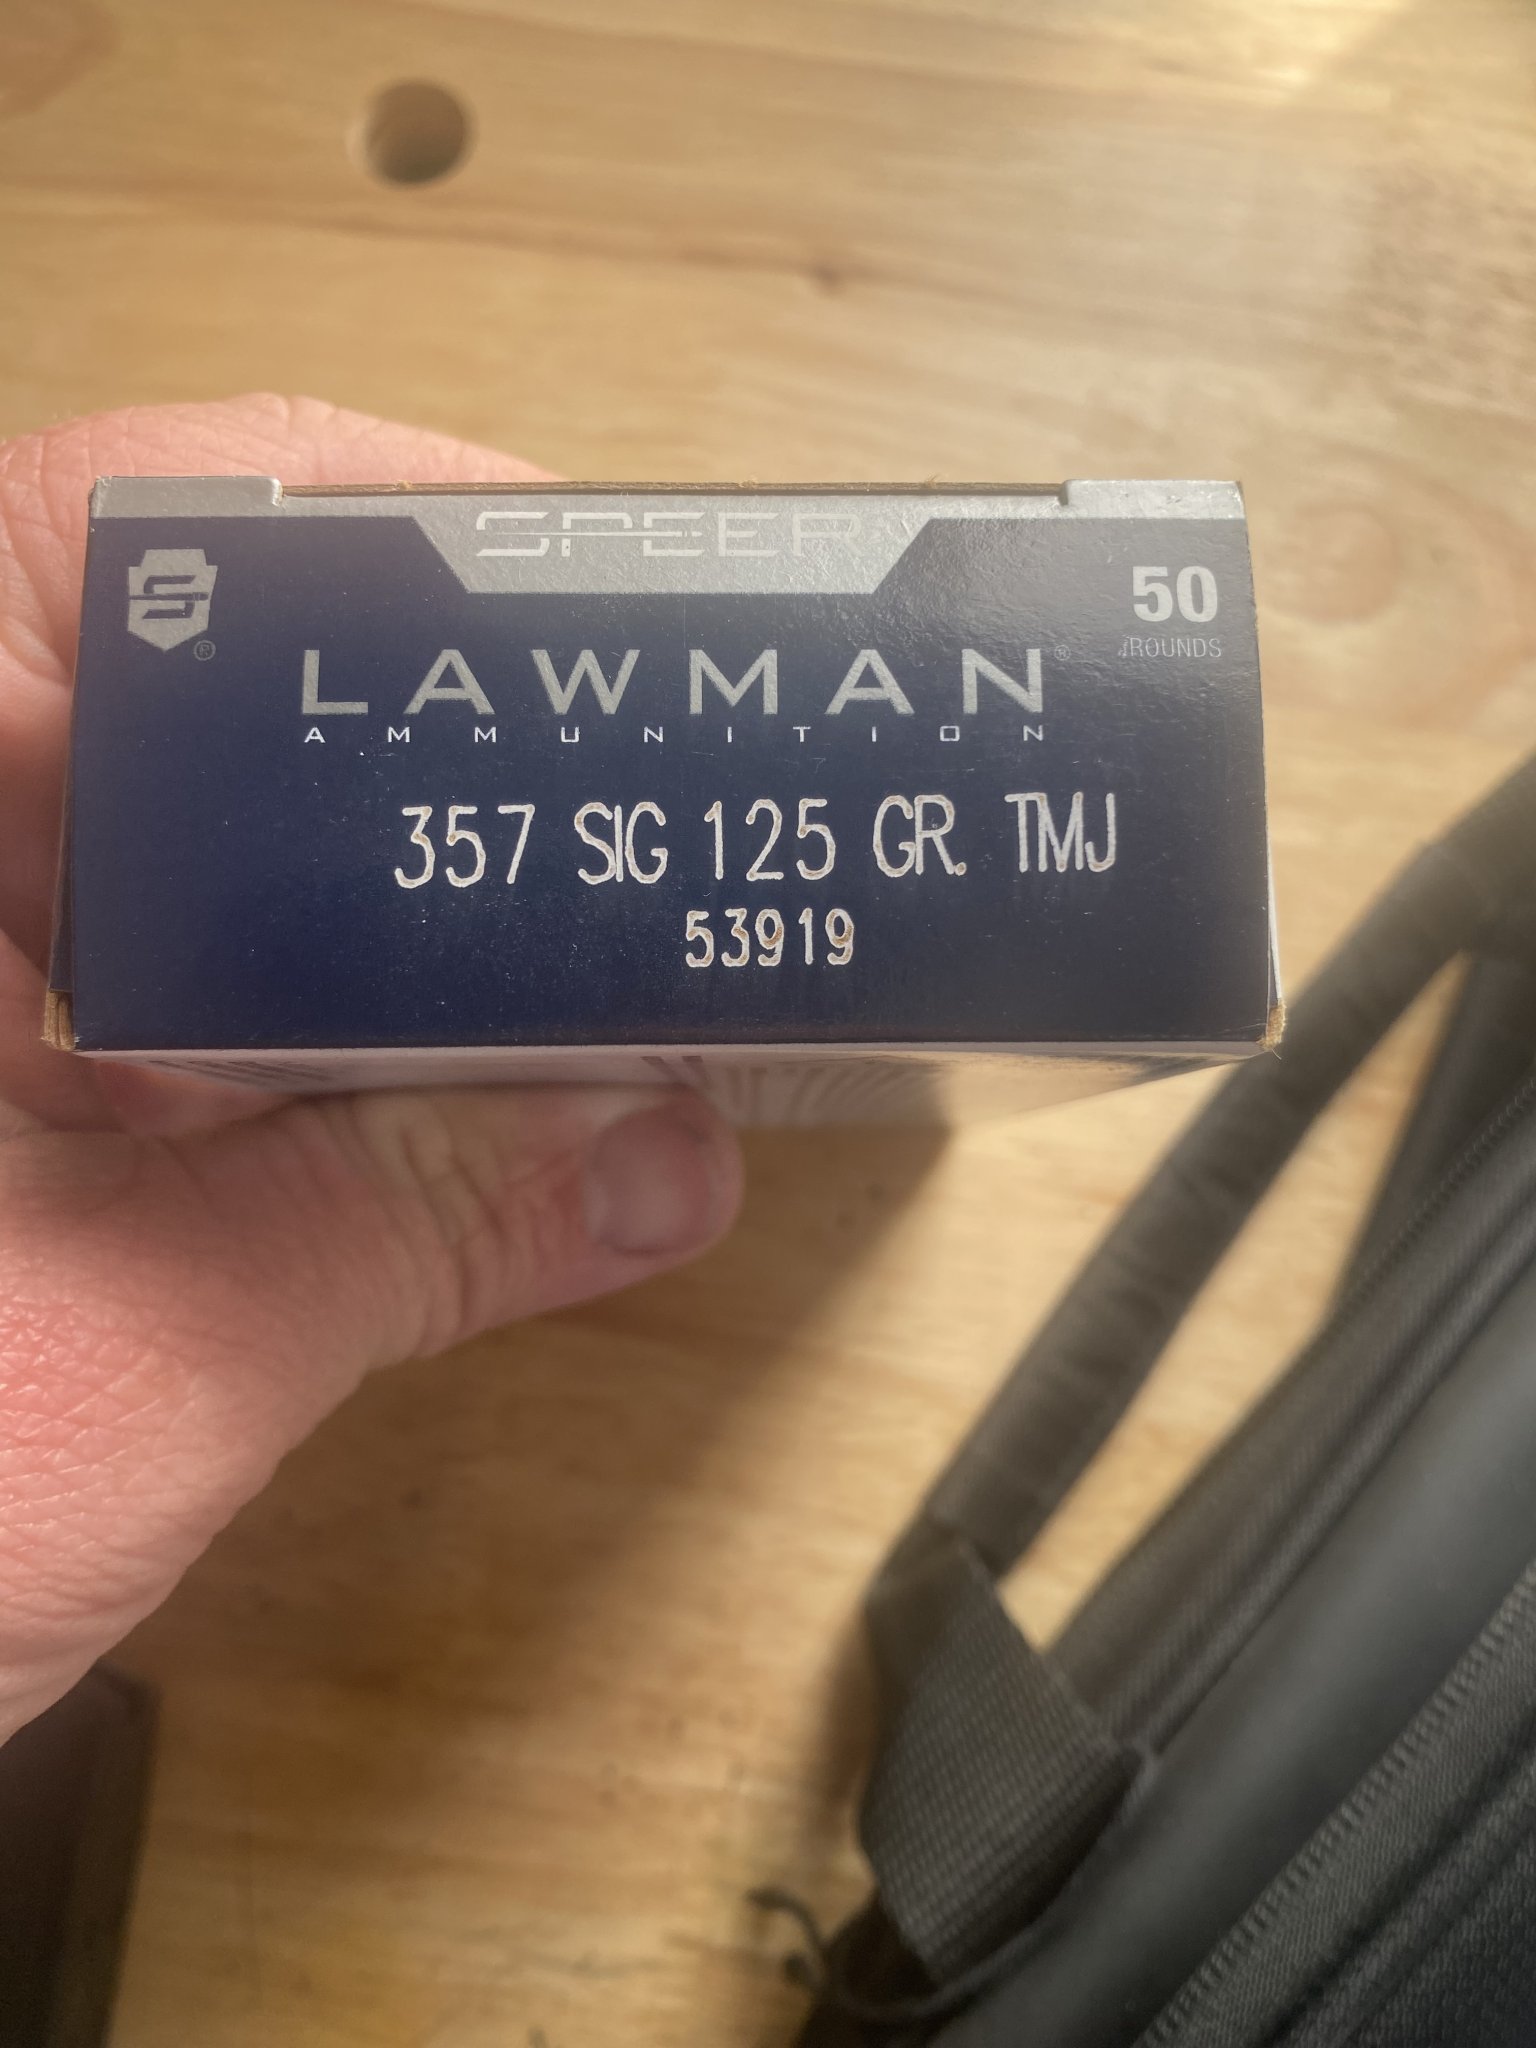 SPEER
50
ROUNDS
LAWMAN®
AMMUNITION
357 SIG 125 GR. TMJ
53919